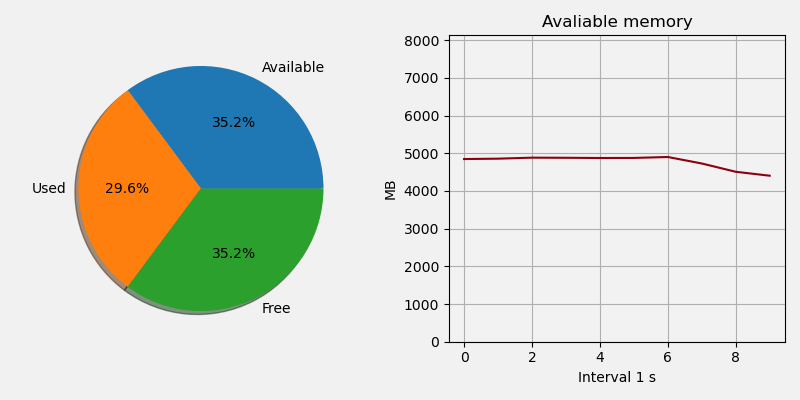 Available
35.2%
Used
29.6%
35.2%
Free
Avaliable memory
8000
7000
6000
5000
4000
3000
2000
1000
0
MB
0 2 4 6 8
Interval 1 s